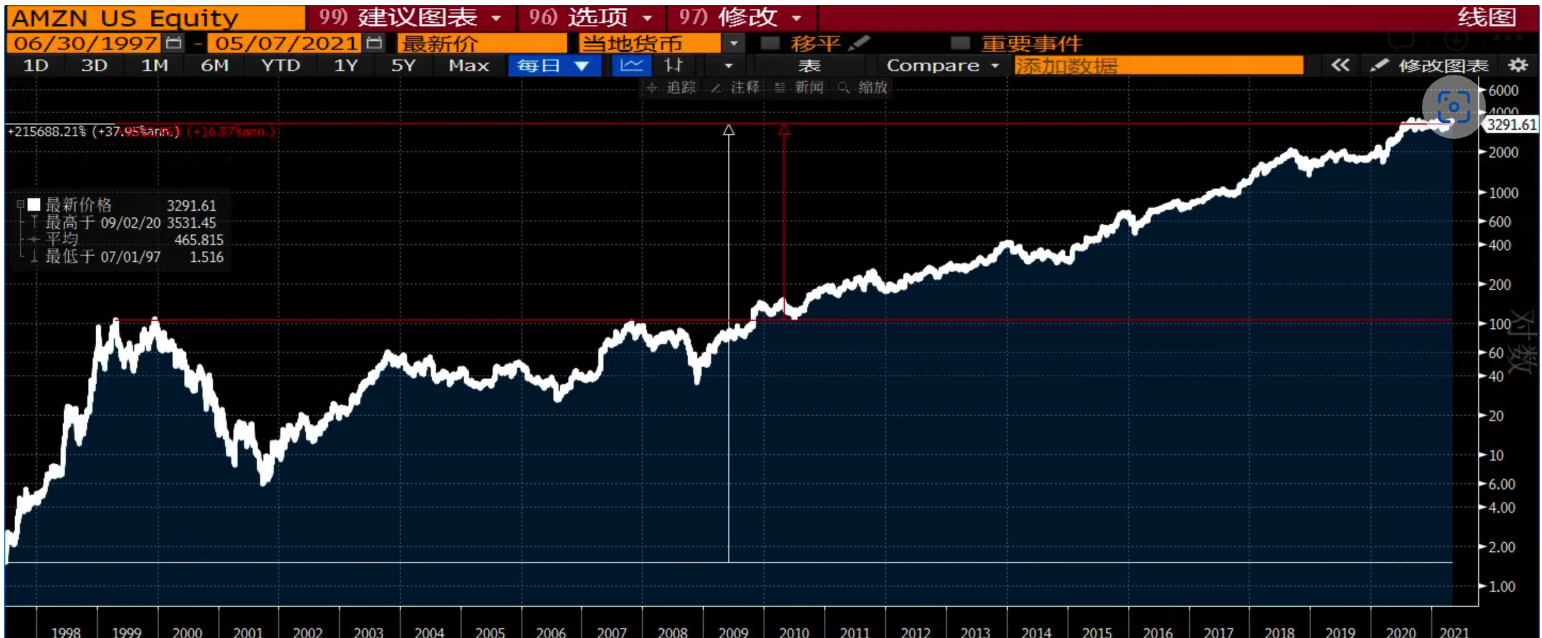 AMZN US Equity 99) 建议图表 96) 选项 97) 修改 线图
06/30/1997 - 05/07/2021 最新价 当地货币 移平 重要事件
1D 3D 1M 6M YTD 1Y 5Y Max 每日 ▼ 表 Compare 添加数据 « 修改图表
追踪 注释 新闻 缩放
6000
4000
+215688.21% (+37.95%ann.) (+16.87%ann.)
3291.61
2000
1000
最新价格 3291.61
最高于 09/02/20 3531.45
平均 465.815
最低于 07/01/97 1.516
600
400
200
100
对数
60
40
20
10
6.00
4.00
2.00
1.00
1998 1999 2000 2001 2002 2003 2004 2005 2006 2007 2008 2009 2010 2011 2012 2013 2014 2015 2016 2017 2018 2019 2020 2021